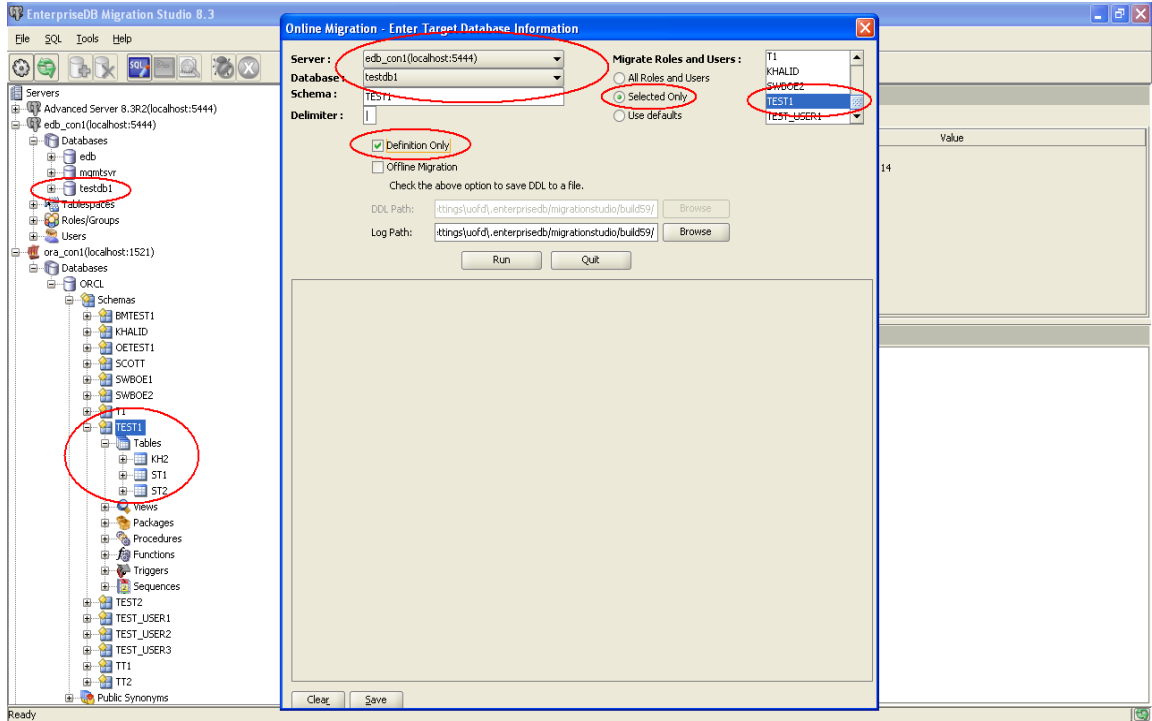 EnterpriseDB Migration Studio 8.3
File SQL Tools Help
Servers
Advanced Server 8.3R2(localhost:5444)
edb_con1(localhost:5444)
Databases
edb
mgmtsvr
testdb1
Tablespaces
Roles/Groups
Users
ora_con1(localhost:1521)
Databases
ORCL
Schemas
BMTEST1
KHALID
OETEST1
SCOTT
SWBOE1
SWBOE2
T1
TEST1
Tables
KH2
ST1
ST2
Views
Packages
Procedures
Functions
Triggers
Sequences
TEST2
TEST_USER1
TEST_USER2
TEST_USER3
TT1
TT2
Public Synonyms
Ready
Online Migration - Enter Target Database Information
Server : edb_con1(localhost:5444)
Database : testdb1
Schema : TEST1
Delimiter : |
Migrate Roles and Users :
All Roles and Users
Selected Only
Use defaults
T1
KHALID
SWBOE2
TEST1
TEST_USER1
Definition Only
Offline Migration
Check the above option to save DDL to a file.
DDL Path: ttings\uofd\.enterprisedb/migrationstudio/build59/ Browse
Log Path: ttings\uofd\.enterprisedb/migrationstudio/build59/ Browse
Run Quit
Clear Save
Value
14